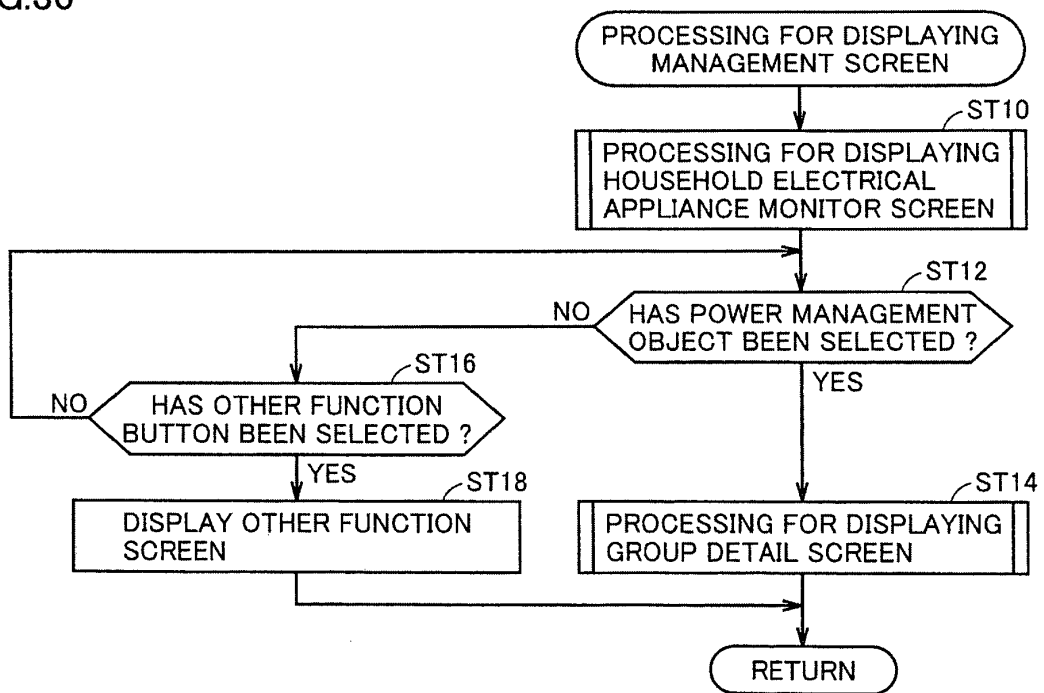 PROCESSING FOR DISPLAYING
MANAGEMENT SCREEN
ST10
PROCESSING FOR DISPLAYING
HOUSEHOLD ELECTRICAL
APPLIANCE MONITOR SCREEN
ST12
HAS POWER MANAGEMENT
OBJECT BEEN SELECTED ?
NO
YES
ST16
HAS OTHER FUNCTION
BUTTON BEEN SELECTED ?
NO
YES
ST18
DISPLAY OTHER FUNCTION
SCREEN
ST14
PROCESSING FOR DISPLAYING
GROUP DETAIL SCREEN
RETURN